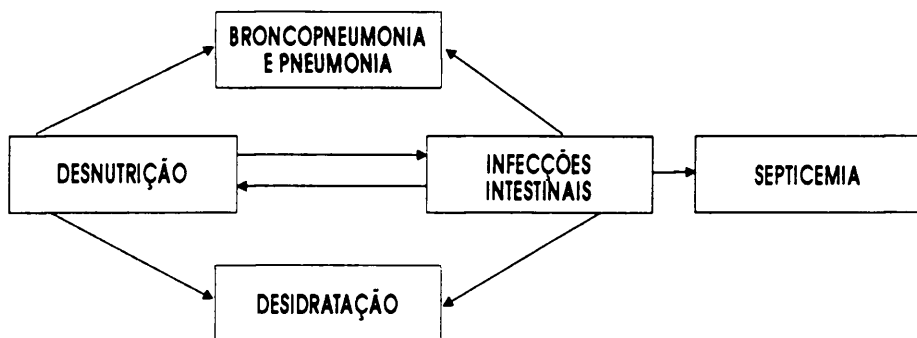 BRONCOPNEUMONIA
E PNEUMONIA
DESNUTRIÇÃO
INFECÇÕES
INTESTINAIS
SEPTICEMIA
DESIDRATAÇÃO